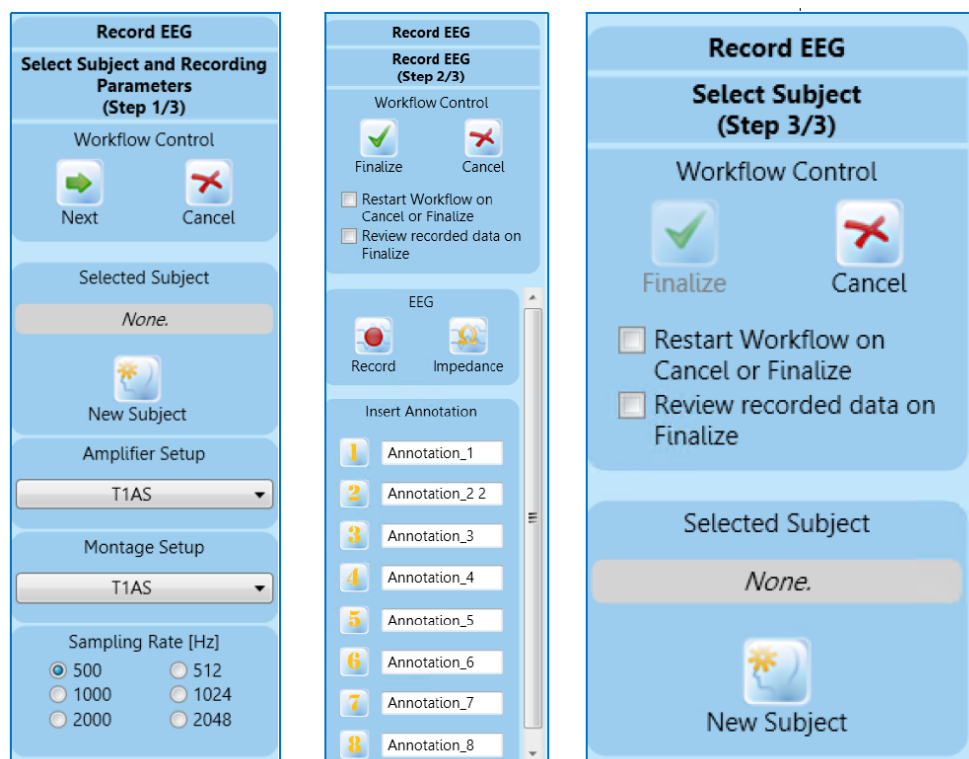 Record EEG
Select Subject and Recording
Parameters
(Step 1/3)
Workflow Control
Next Cancel
Selected Subject
None.
New Subject
Amplifier Setup
T1AS
Montage Setup
T1AS
Sampling Rate [Hz]
500 512
1000 1024
2000 2048
Record EEG
Record EEG
(Step 2/3)
Workflow Control
Finalize Cancel
Restart Workflow on
Cancel or Finalize
Review recorded data on
Finalize
EEG
Record Impedance
Insert Annotation
1 Annotation_1
2 Annotation_2 2
3 Annotation_3
4 Annotation_4
5 Annotation_5
6 Annotation_6
7 Annotation_7
8 Annotation_8
Record EEG
Select Subject
(Step 3/3)
Workflow Control
Finalize Cancel
Restart Workflow on
Cancel or Finalize
Review recorded data on
Finalize
Selected Subject
None.
New Subject